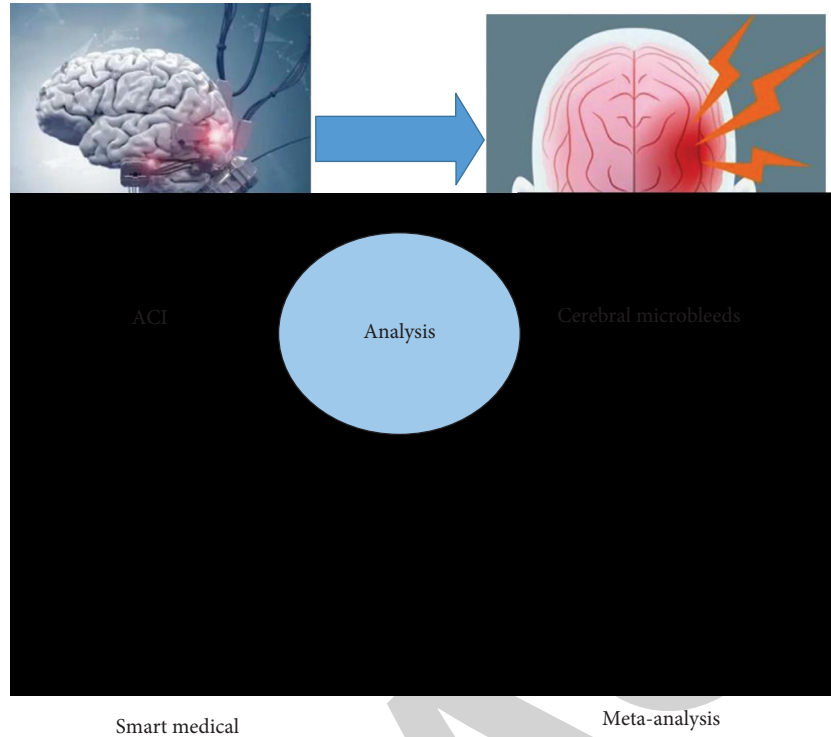 ACI
Analysis
Cerebral microbleeds
Smart medical
Meta-analysis